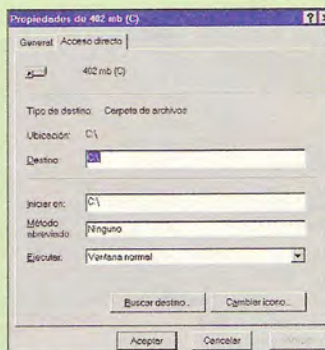 Propiedades de 402 mb (C)
General Acceso directo
402 mb (C)
Tipo de destino: Carpeta de archivos
Ubicación: C:\
Destino: C:\
Iniciar en: C:\
Método abreviado: Ninguno
Ejecutar: Ventana normal
Buscar destino... Cambiar icono...
Aceptar Cancelar